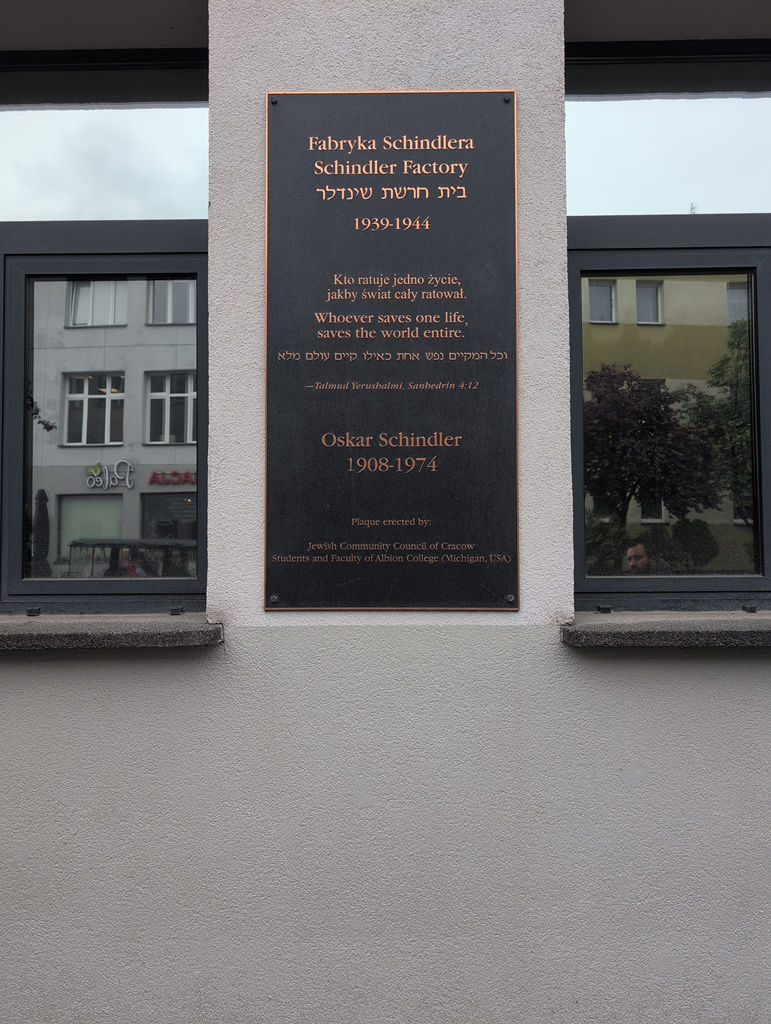 Fabryka Schindlera
Schindler Factory
בית חרשת שינדלר
1939-1944
Kto ratuje jedno życie,
jakby świat cały ratował.
Whoever saves one life,
saves the world entire.
וכל המקיים נפש אחת כאילו קיים עולם מלא
—Talmud Yerushalmi, Sanhedrin 4:12
Oskar Schindler
1908-1974
Plaque erected by:
Jewish Community Council of Cracow
Students and Faculty of Albion College (Michigan, USA)
Paleo